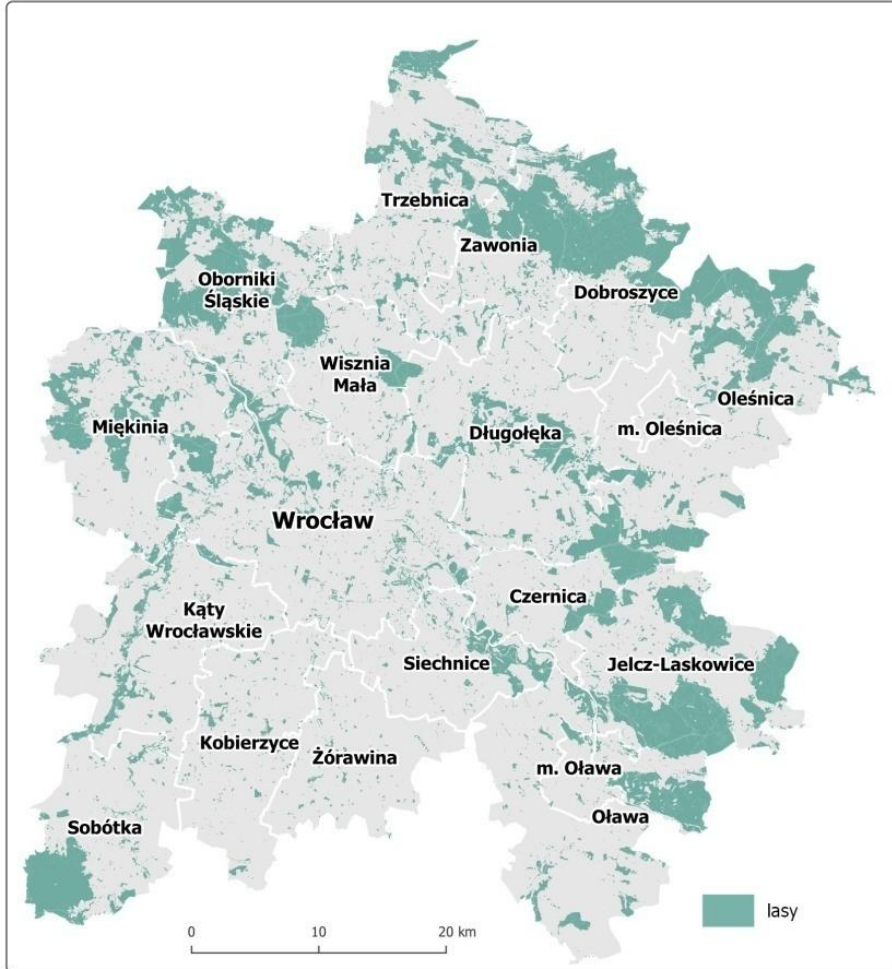 Trzebnica
Zawonia
Oborniki
Śląskie
Dobroszyce
Wisznia
Mała
Oleśnica
Miękinia
Długołęka
m. Oleśnica
Wrocław
Czernica
Kąty
Wrocławskie
Siechnice
Jelcz-Laskowice
Kobierzyce
Żórawina
m. Oława
Oława
Sobótka
lasy
0 10 20 km